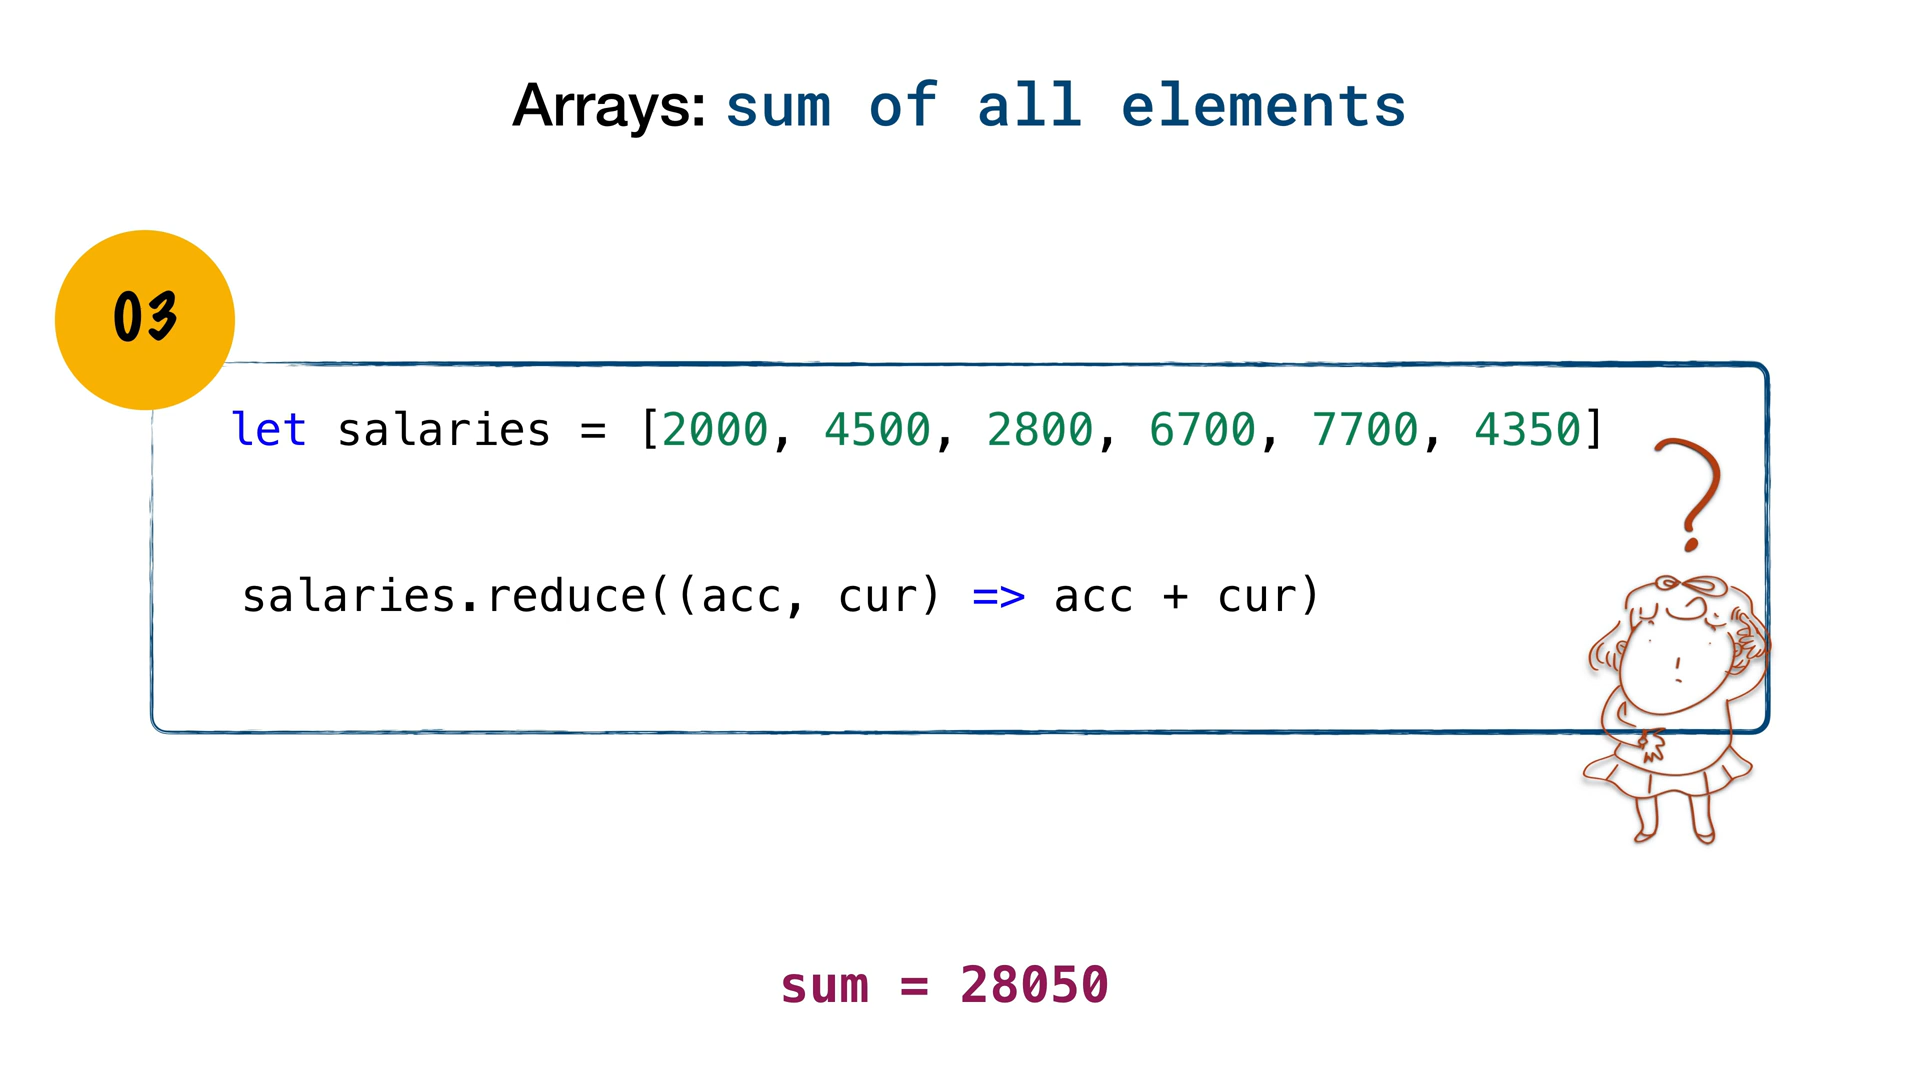 Arrays: sum of all elements
03
let salaries = [2000, 4500, 2800, 6700, 7700, 4350]
?
salaries.reduce((acc, cur) => acc + cur)
sum = 28050